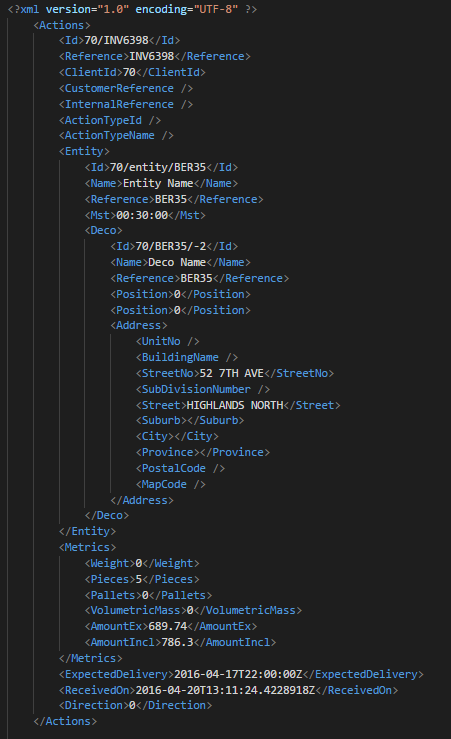 <?xml version="1.0" encoding="UTF-8" ?>
<Actions>
<Id>70/INV6398</Id>
<Reference>INV6398</Reference>
<ClientId>70</ClientId>
<CustomerReference />
<InternalReference />
<ActionTypeId />
<ActionTypeName />
<Entity>
<Id>70/entity/BER35</Id>
<Name>Entity Name</Name>
<Reference>BER35</Reference>
<Mst>00:30:00</Mst>
<Deco>
<Id>70/BER35/-2</Id>
<Name>Deco Name</Name>
<Reference>BER35</Reference>
<Position>0</Position>
<Position>0</Position>
<Address>
<UnitNo />
<BuildingName />
<StreetNo>52 7TH AVE</StreetNo>
<SubDivisionNumber />
<Street>HIGHLANDS NORTH</Street>
<Suburb></Suburb>
<City></City>
<Province></Province>
<PostalCode />
<MapCode />
</Address>
</Deco>
</Entity>
<Metrics>
<Weight>0</Weight>
<Pieces>5</Pieces>
<Pallets>0</Pallets>
<VolumetricMass>0</VolumetricMass>
<AmountEx>689.74</AmountEx>
<AmountIncl>786.3</AmountIncl>
</Metrics>
<ExpectedDelivery>2016-04-17T22:00:00Z</ExpectedDelivery>
<ReceivedOn>2016-04-20T13:11:24.4228918Z</ReceivedOn>
<Direction>0</Direction>
</Actions>